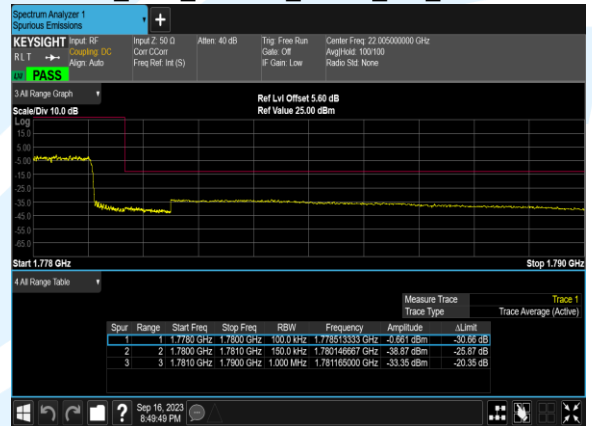 Spectrum Analyzer 1
Spurious Emissions
KEYSIGHT Input: RF Input Z: 50 Ω Atten: 40 dB Trig: Free Run Center Freq: 22.005000000 GHz
R L T Coupling: DC Corr CCorr Gate: Off Avg|Hold: 100/100
Align: Auto Freq Ref: Int (S) IF Gain: Low Radio Std: None
PASS
3 All Range Graph
Ref Lvl Offset 5.60 dB
Scale/Div 10.0 dB Ref Value 25.00 dBm
Log
15.0
5.00
-5.00
-15.0
-25.0
-35.0
-45.0
-55.0
-65.0
Start 1.778 GHz Stop 1.790 GHz
4 All Range Table
Measure Trace Trace 1
Trace Type Trace Average (Active)
Spur Range Start Freq Stop Freq RBW Frequency Amplitude ΔLimit
1 1 1.7780 GHz 1.7800 GHz 100.0 kHz 1.778513333 GHz -0.661 dBm -30.66 dB
2 2 1.7800 GHz 1.7810 GHz 150.0 kHz 1.780146667 GHz -38.87 dBm -25.87 dB
3 3 1.7810 GHz 1.7900 GHz 1.000 MHz 1.781165000 GHz -33.35 dBm -20.35 dB
? Sep 16, 2023
8:49:49 PM